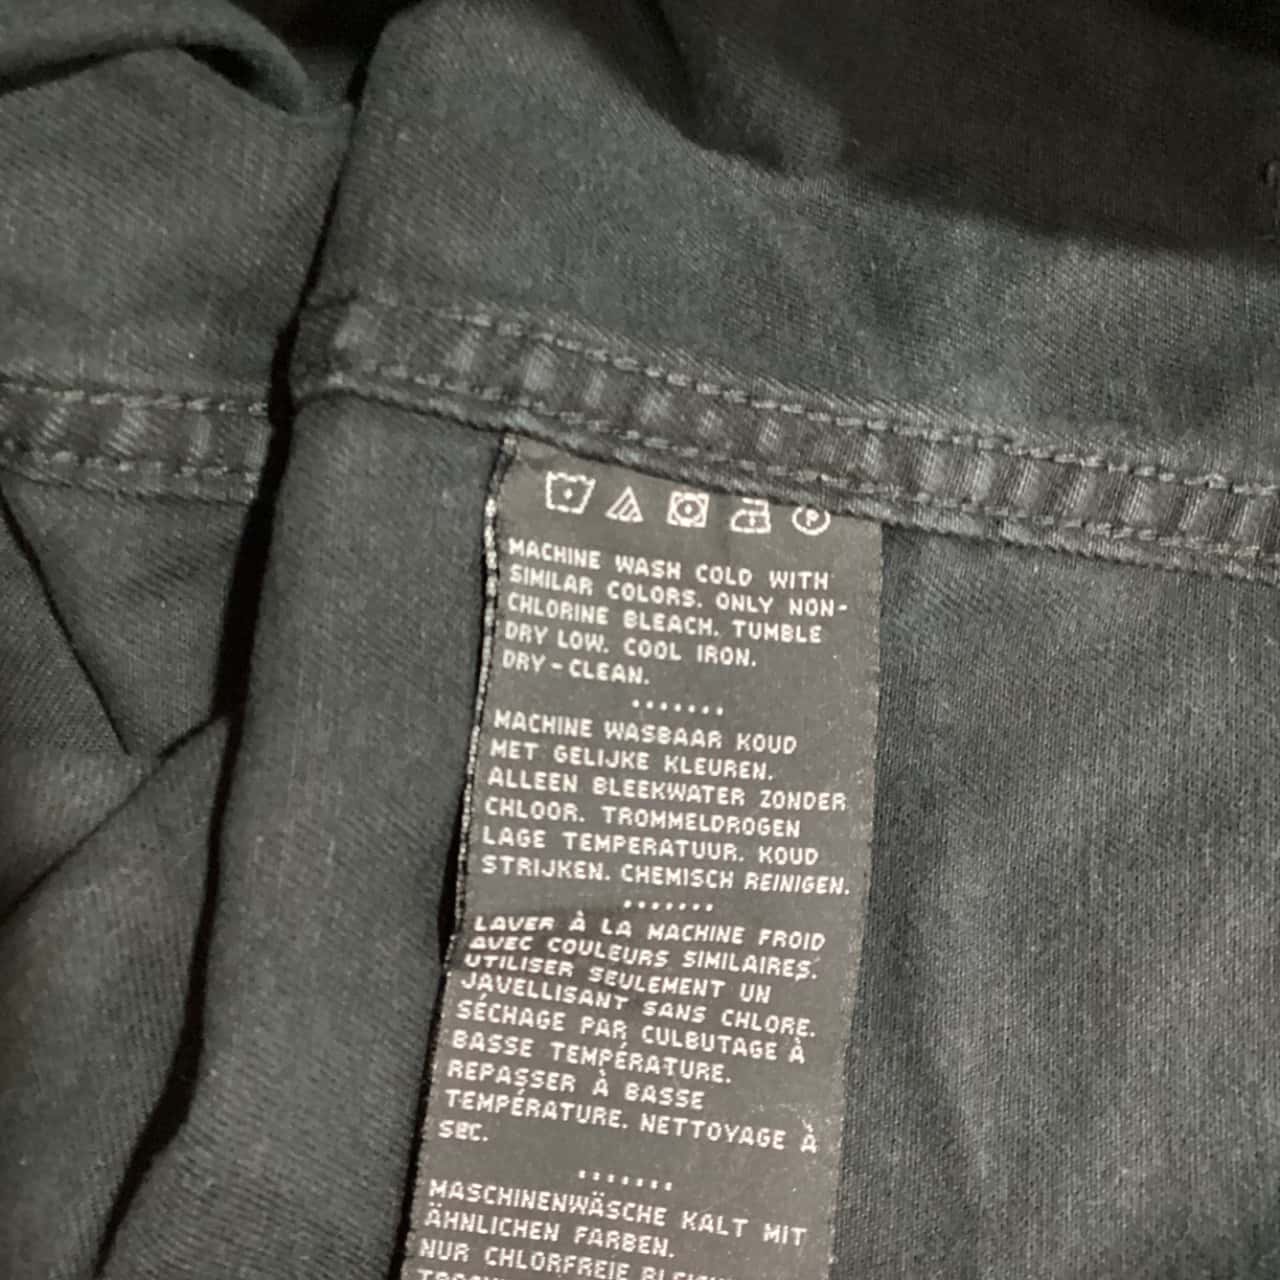 P
MACHINE WASH COLD WITH
SIMILAR COLORS. ONLY NON-
CHLORINE BLEACH. TUMBLE
DRY LOW. COOL IRON.
DRY-CLEAN.
MACHINE WASBAAR KOUD
MET GELIJKE KLEUREN.
ALLEEN BLEEKWATER ZONDER
CHLOOR. TROMMELDROGEN
LAGE TEMPERATUUR. KOUD
STRIJKEN. CHEMISCH REINIGEN.
LAVER À LA MACHINE FROID
AVEC COULEURS SIMILAIRES.
UTILISER SEULEMENT UN
JAVELLISANT SANS CHLORE.
SÉCHAGE PAR CULBUTAGE À
BASSE TEMPÉRATURE.
REPASSER À BASSE
TEMPÉRATURE. NETTOYAGE À
SEC.
MASCHINENWÄSCHE KALT MIT
ÄHNLICHEN FARBEN.
NUR CHLORFREIE